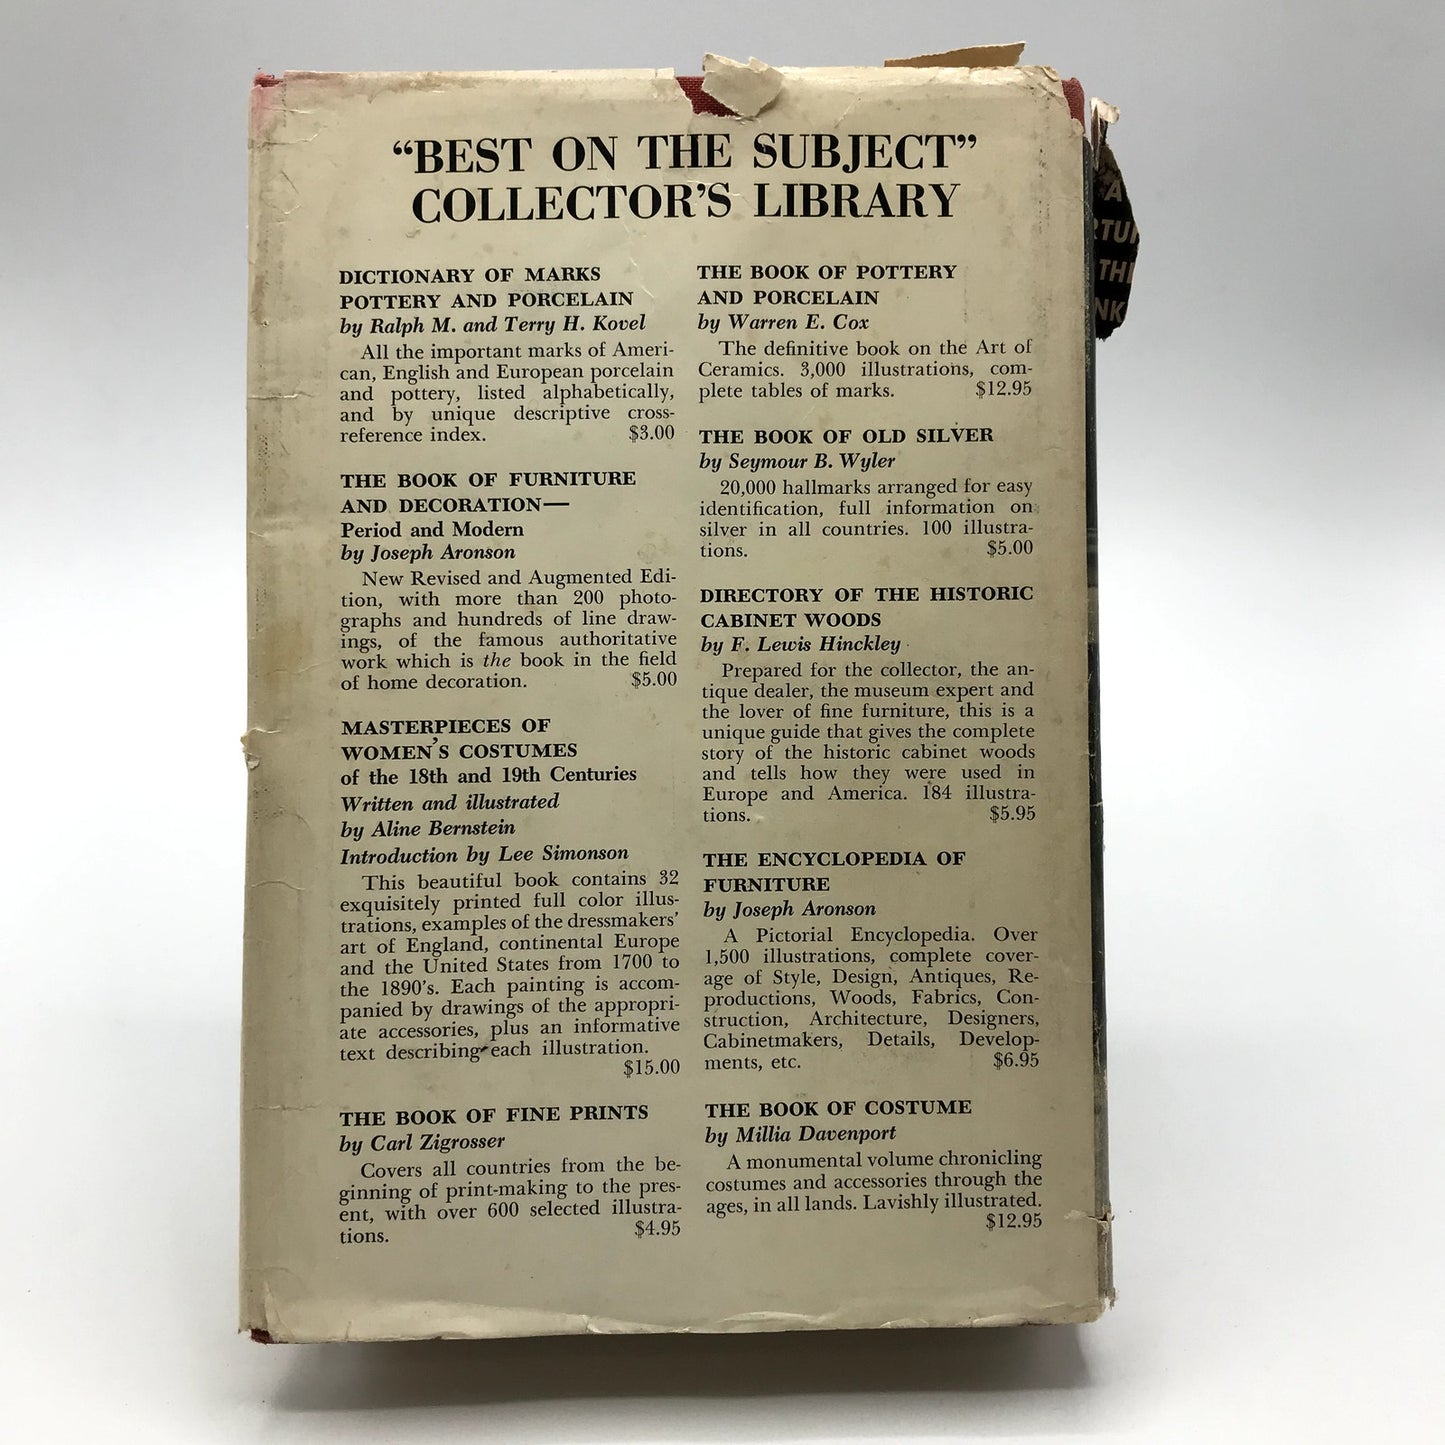 “BEST ON THE SUBJECT”
COLLECTOR’S LIBRARY
DICTIONARY OF MARKS
POTTERY AND PORCELAIN
by Ralph M. and Terry H. Kovel
All the important marks of Ameri-
can, English and European porcelain
and pottery, listed alphabetically,
and by unique descriptive cross-
reference index. $3.00
THE BOOK OF FURNITURE
AND DECORATION—
Period and Modern
by Joseph Aronson
New Revised and Augmented Edi-
tion, with more than 200 photo-
graphs and hundreds of line draw-
ings, of the famous authoritative
work which is the book in the field
of home decoration. $5.00
MASTERPIECES OF
WOMEN’S COSTUMES
of the 18th and 19th Centuries
Written and illustrated
by Aline Bernstein
Introduction by Lee Simonson
This beautiful book contains 32
exquisitely printed full color illus-
trations, examples of the dressmakers’
art of England, continental Europe
and the United States from 1700 to
the 1890’s. Each painting is accom-
panied by drawings of the appropri-
ate accessories, plus an informative
text describing each illustration.
$15.00
THE BOOK OF FINE PRINTS
by Carl Zigrosser
Covers all countries from the be-
ginning of print-making to the pres-
ent, with over 600 selected illustra-
tions. $4.95
THE BOOK OF POTTERY
AND PORCELAIN
by Warren E. Cox
The definitive book on the Art of
Ceramics. 3,000 illustrations, com-
plete tables of marks. $12.95
THE BOOK OF OLD SILVER
by Seymour B. Wyler
20,000 hallmarks arranged for easy
identification, full information on
silver in all countries. 100 illustra-
tions. $5.00
DIRECTORY OF THE HISTORIC
CABINET WOODS
by F. Lewis Hinckley
Prepared for the collector, the an-
tique dealer, the museum expert and
the lover of fine furniture, this is a
unique guide that gives the complete
story of the historic cabinet woods
and tells how they were used in
Europe and America. 184 illustra-
tions. $5.95
THE ENCYCLOPEDIA OF
FURNITURE
by Joseph Aronson
A Pictorial Encyclopedia. Over
1,500 illustrations, complete cover-
age of Style, Design, Antiques, Re-
productions, Woods, Fabrics, Con-
struction, Architecture, Designers,
Cabinetmakers, Details, Develop-
ments, etc. $6.95
THE BOOK OF COSTUME
by Millia Davenport
A monumental volume chronicling
costumes and accessories through the
ages, in all lands. Lavishly illustrated.
$12.95